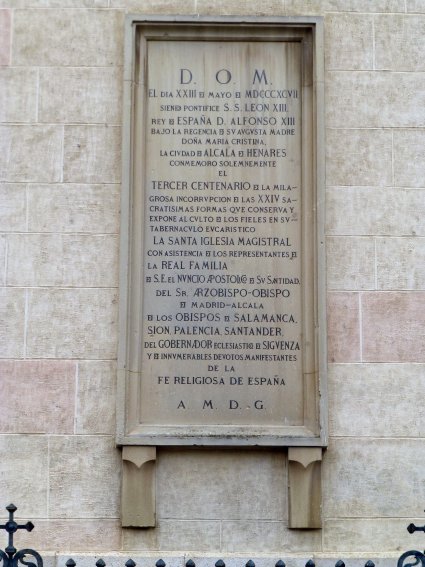 D. O. M.
EL DIA XXIII DE MAYO DE MDCCCXCVII
SIENDO PONTIFICE S. S. LEON XIII,
REY DE ESPAÑA D. ALFONSO XIII
BAJO LA REGENCIA DE SV AVGVSTA MADRE
DOÑA MARIA CRISTINA,
LA CIVDAD DE ALCALA DE HENARES
CONMEMORO SOLEMNEMENTE
EL
TERCER CENTENARIO DE LA MILA-
GROSA INCORRVPCION DE LAS XXIV SA-
CRATISIMAS FORMAS QVE CONSERVA Y
EXPONE AL CVLTO DE LOS FIELES EN SV
TABERNACVLO EVCARISTICO
LA SANTA IGLESIA MAGISTRAL
CON ASISTENCIA DE LOS REPRESENTANTES DE
LA REAL FAMILIA
DE S.E. EL NVNCIO APOSTOLCO DE SV SANTIDAD,
DEL SR. ARZOBISPO-OBISPO
DE MADRID-ALCALA
DE LOS OBISPOS DE SALAMANCA,
SION, PALENCIA, SANTANDER,
DEL GOBERNADOR ECLESIASTICO DE SIGVENZA
Y DE INNVMERABLES DEVOTOS, MANIFESTANTES
DE LA
FE RELIGIOSA DE ESPAÑA
A. M. D. G.